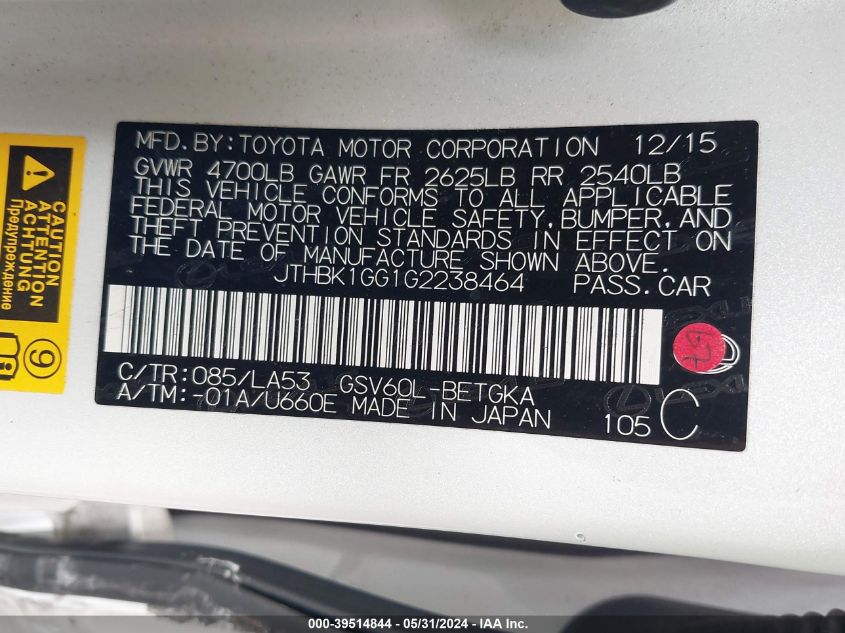 MFD.BY:TOYOTA MOTOR CORPORATION 12/15
GVWR 4700LB GAWR FR 2625LB RR 2540LB
THIS VEHICLE CONFORMS TO ALL APPLICABLE
FEDERAL MOTOR VEHICLE SAFETY,BUMPER,AND
THEFT PREVENTION STANDARDS IN EFFECT ON
THE DATE OF MANUFACTURE SHOWN ABOVE.
JTHBK1GG1G2238464 PASS.CAR
C/TR:085/LA53 GSV60L-BETGKA
A/TM:-01A/U660E MADE IN JAPAN
105 C
CAUTION
ATTENTION
ACHTUNG
Предупреждение
9
000-39514844 - 05/31/2024 - IAA Inc.